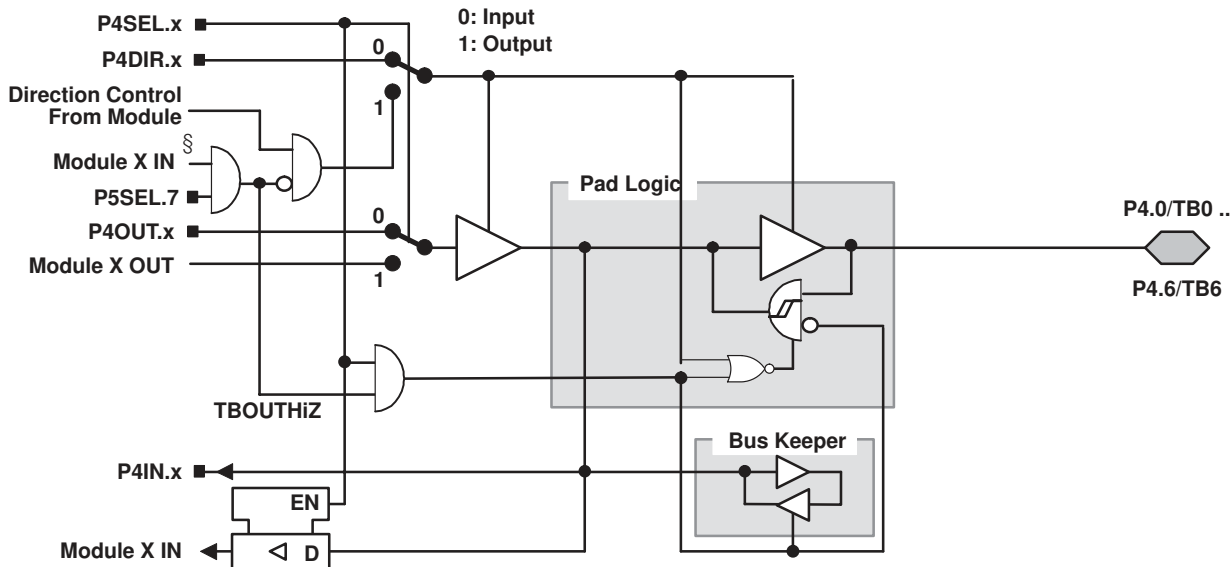 P4SEL.x
0: Input
1: Output
P4DIR.x
0
1
Direction Control
From Module
§
Module X IN
P5SEL.7
Pad Logic
P4OUT.x
0
Module X OUT
1
P4.0/TB0 ..
P4.6/TB6
TBOUTHiZ
Bus Keeper
P4IN.x
EN
Module X IN
D